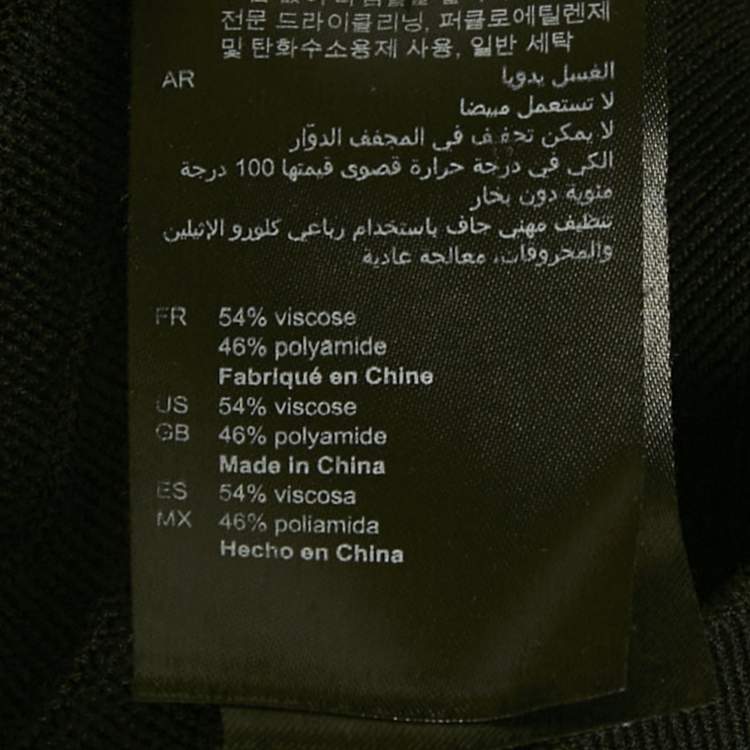 전문 드라이클리닝, 퍼클로에틸렌제
및 탄화수소용제 사용, 일반 세탁
AR الغسل يدويا
لا تستعمل مبيضا
لا يمكن تجفيف في المجفف الدوّار
الكي في درجة حرارة قصوى قيمتها 100 درجة
مئوية دون بخار
تنظيف مهني جاف باستخدام رباعي كلورو الإثيلين
والمحروقات، معالجة عادية
FR 54% viscose
46% polyamide
Fabriqué en Chine
US 54% viscose
GB 46% polyamide
Made in China
ES 54% viscosa
MX 46% poliamida
Hecho en China